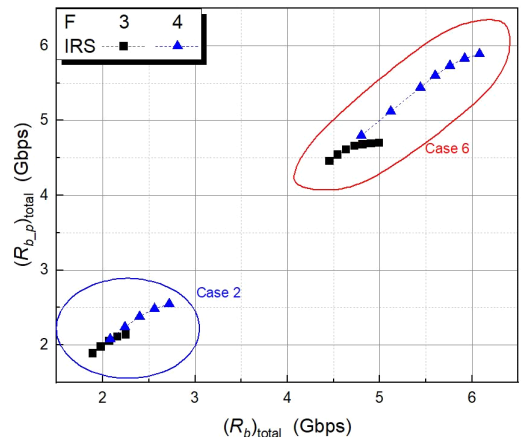 F 3 4
IRS
6
5
4
3
2
2 3 4 5 6
(R_b_p)total (Gbps)
(R_b)total (Gbps)
Case 6
Case 2